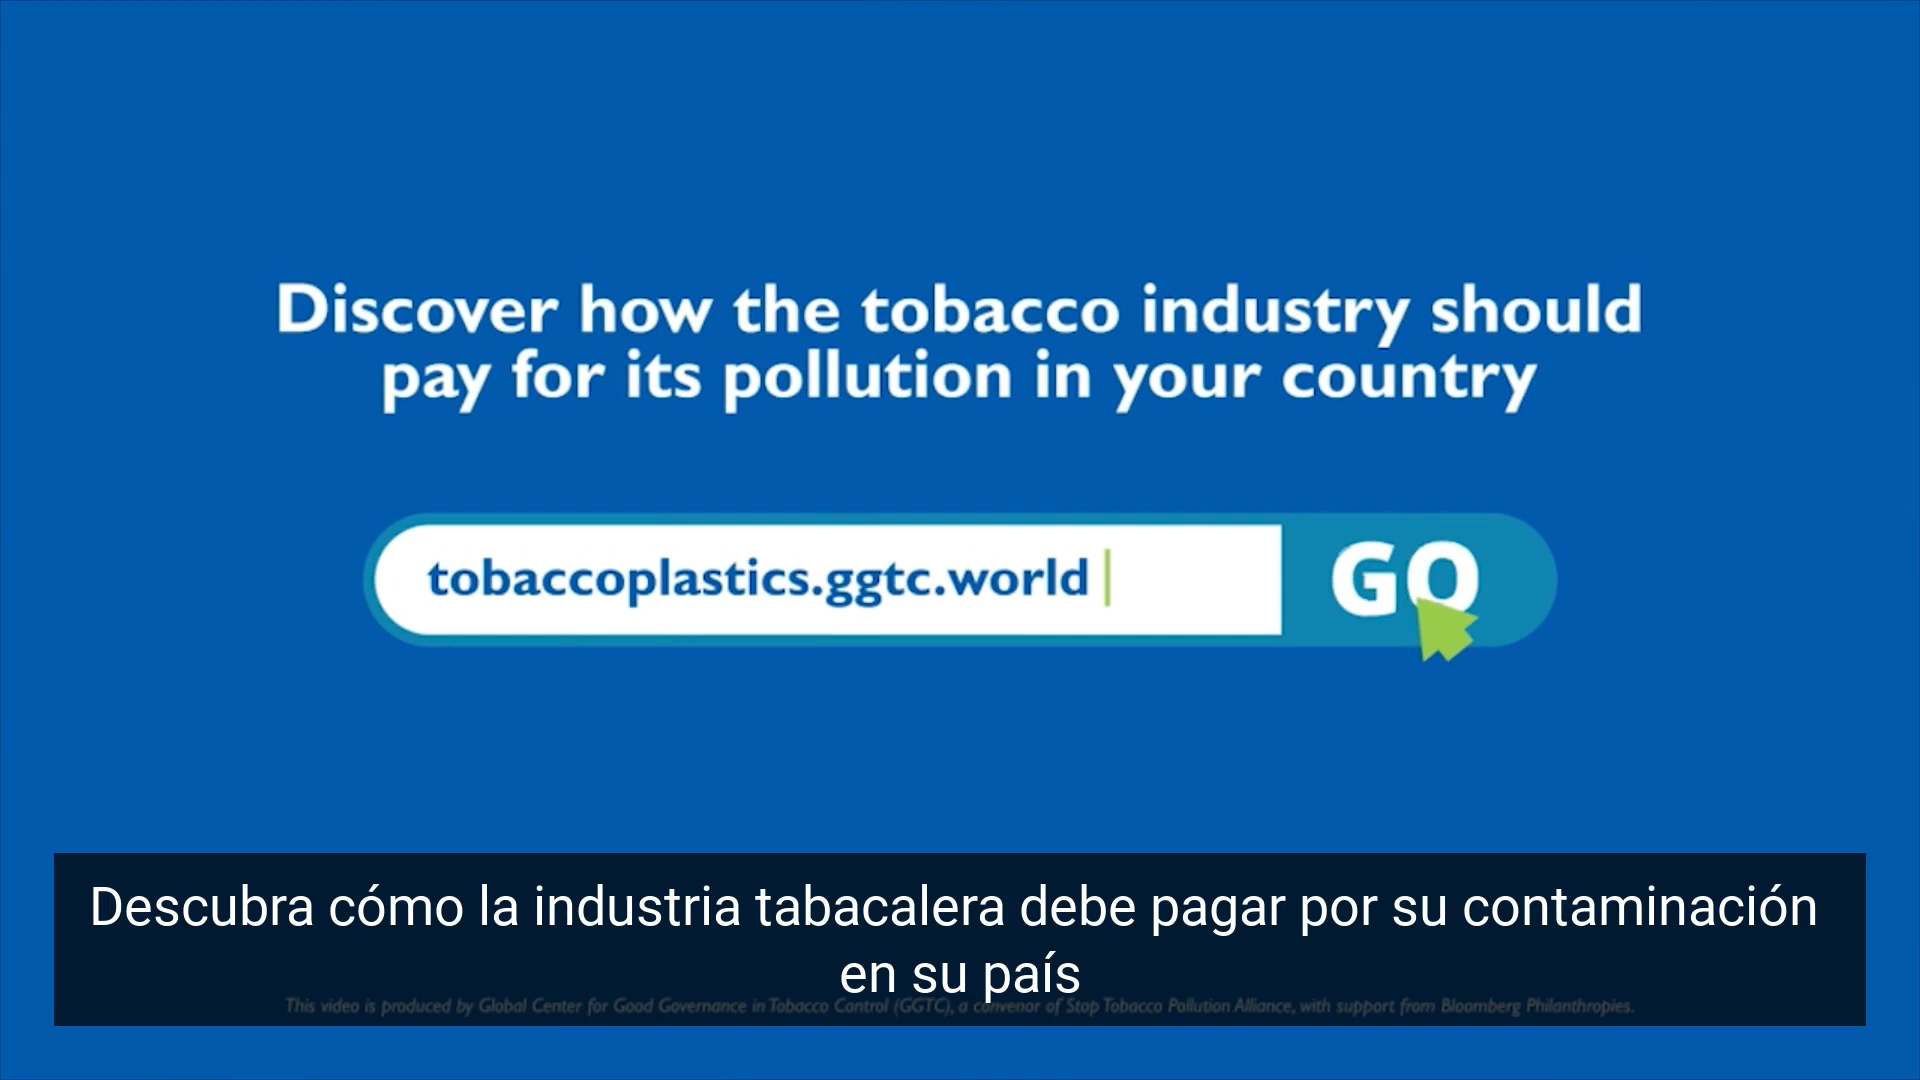 Discover how the tobacco industry should
pay for its pollution in your country
tobaccoplastics.ggtc.world
GO
Descubra cómo la industria tabacalera debe pagar por su contaminación
en su país
This video is produced by Global Center for Good Governance in Tobacco Control (GGTC), a convenor of Stop Tobacco Pollution Alliance, with support from Bloomberg Philanthropies.